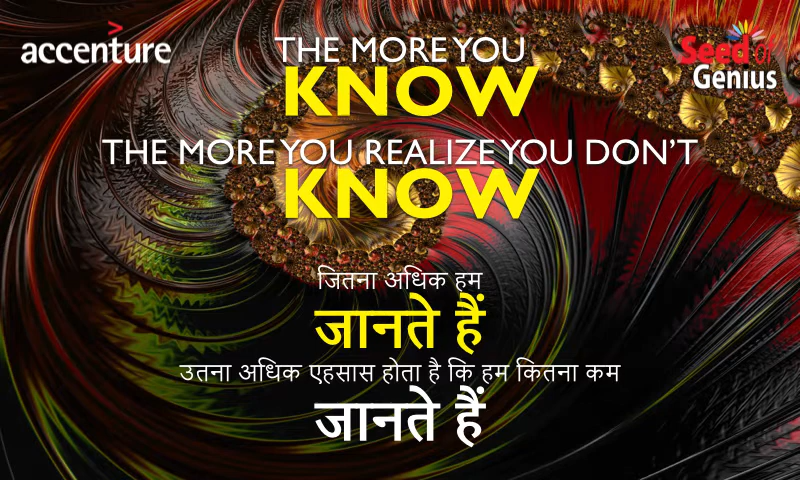 accenture
Seed of
Genius
THE MORE YOU
KNOW
THE MORE YOU REALIZE YOU DON'T
KNOW
जितना अधिक हम
जानते हैं
उतना अधिक एहसास होता है कि हम कितना कम
जानते हैं